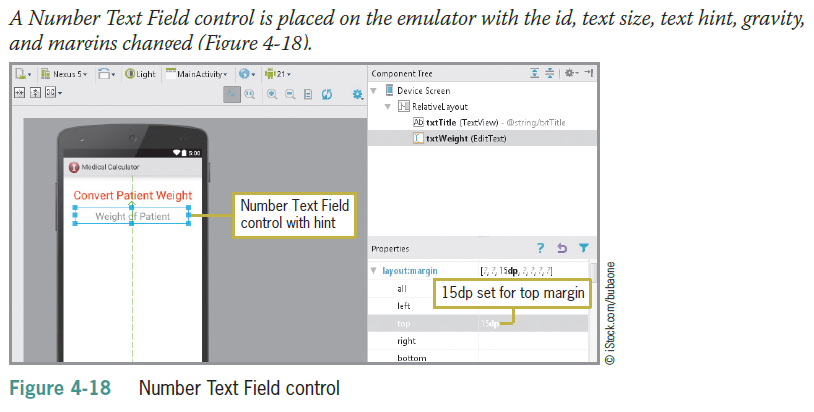 A Number Text Field control is placed on the emulator with the id, text size, text hint, gravity,
and margins changed (Figure 4-18).
Nexus 5 Light MainActivity 21
Component Tree
Device Screen
RelativeLayout
Ab txtTitle (TextView) - @string/txtTitle
txtWeight (EditText)
5:00
Medical Calculator
Convert Patient Weight
Weight of Patient
Number Text Field
control with hint
Properties
?
layout:margin [?, ?, 15dp, ?, ?, ?, ?]
all
15dp set for top margin
left
top 15dp
right
bottom
© iStock.com/bubaone
Figure 4-18 Number Text Field control